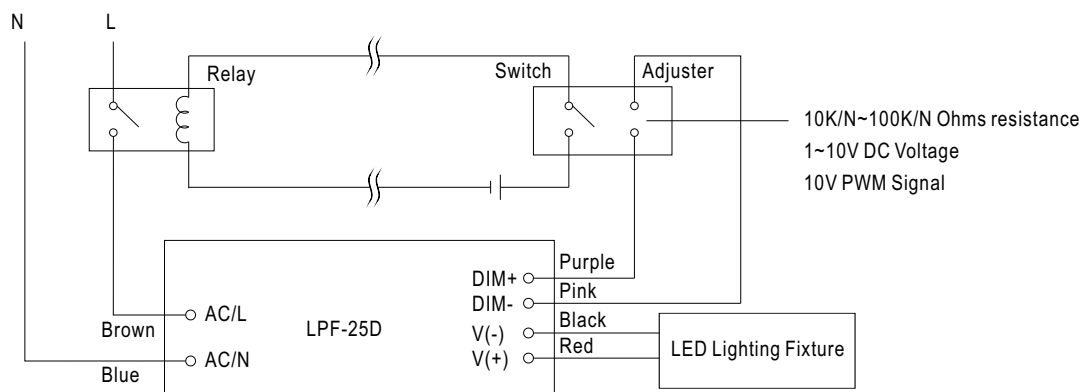 N
L
Relay
Switch
Adjuster
10K/N~100K/N Ohms resistance
1~10V DC Voltage
10V PWM Signal
Purple
DIM+
Pink
DIM-
Black
V(-)
Red
V(+)
AC/L
Brown
LPF-25D
AC/N
Blue
LED Lighting Fixture